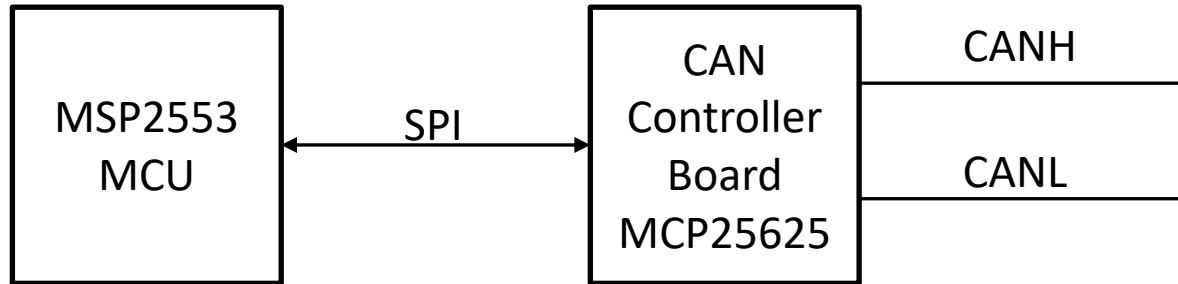 MSP2553
MCU
SPI
CAN
Controller
Board
MCP25625
CANH
CANL